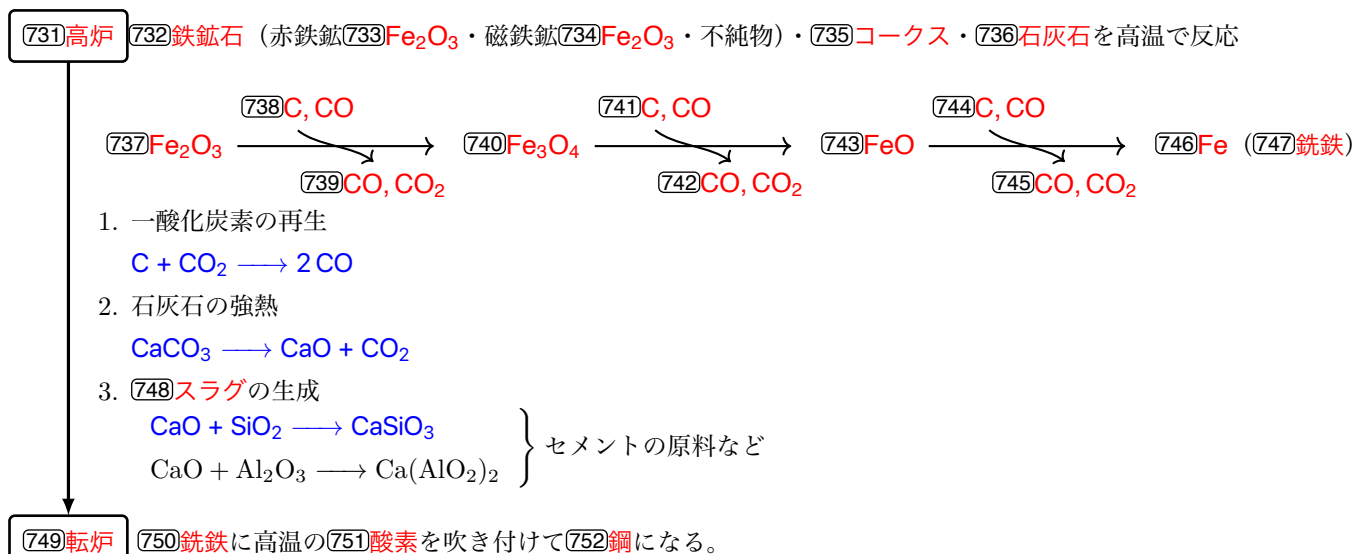 731高炉 732鉄鉱石（赤鉄鉱733Fe₂O₃・磁鉄鉱734Fe₂O₃・不純物）・735コークス・736石灰石を高温で反応
738C, CO 741C, CO 744C, CO
737Fe₂O₃ ⟶ 740Fe₃O₄ ⟶ 743FeO ⟶ 746Fe（747銑鉄）
739CO, CO₂ 742CO, CO₂ 745CO, CO₂
1. 一酸化炭素の再生
C + CO₂ ⟶ 2 CO
2. 石灰石の強熱
CaCO₃ ⟶ CaO + CO₂
3. 748スラグの生成
CaO + SiO₂ ⟶ CaSiO₃
CaO + Al₂O₃ ⟶ Ca(AlO₂)₂
セメントの原料など
749転炉 750銑鉄に高温の751酸素を吹き付けて752鋼になる。